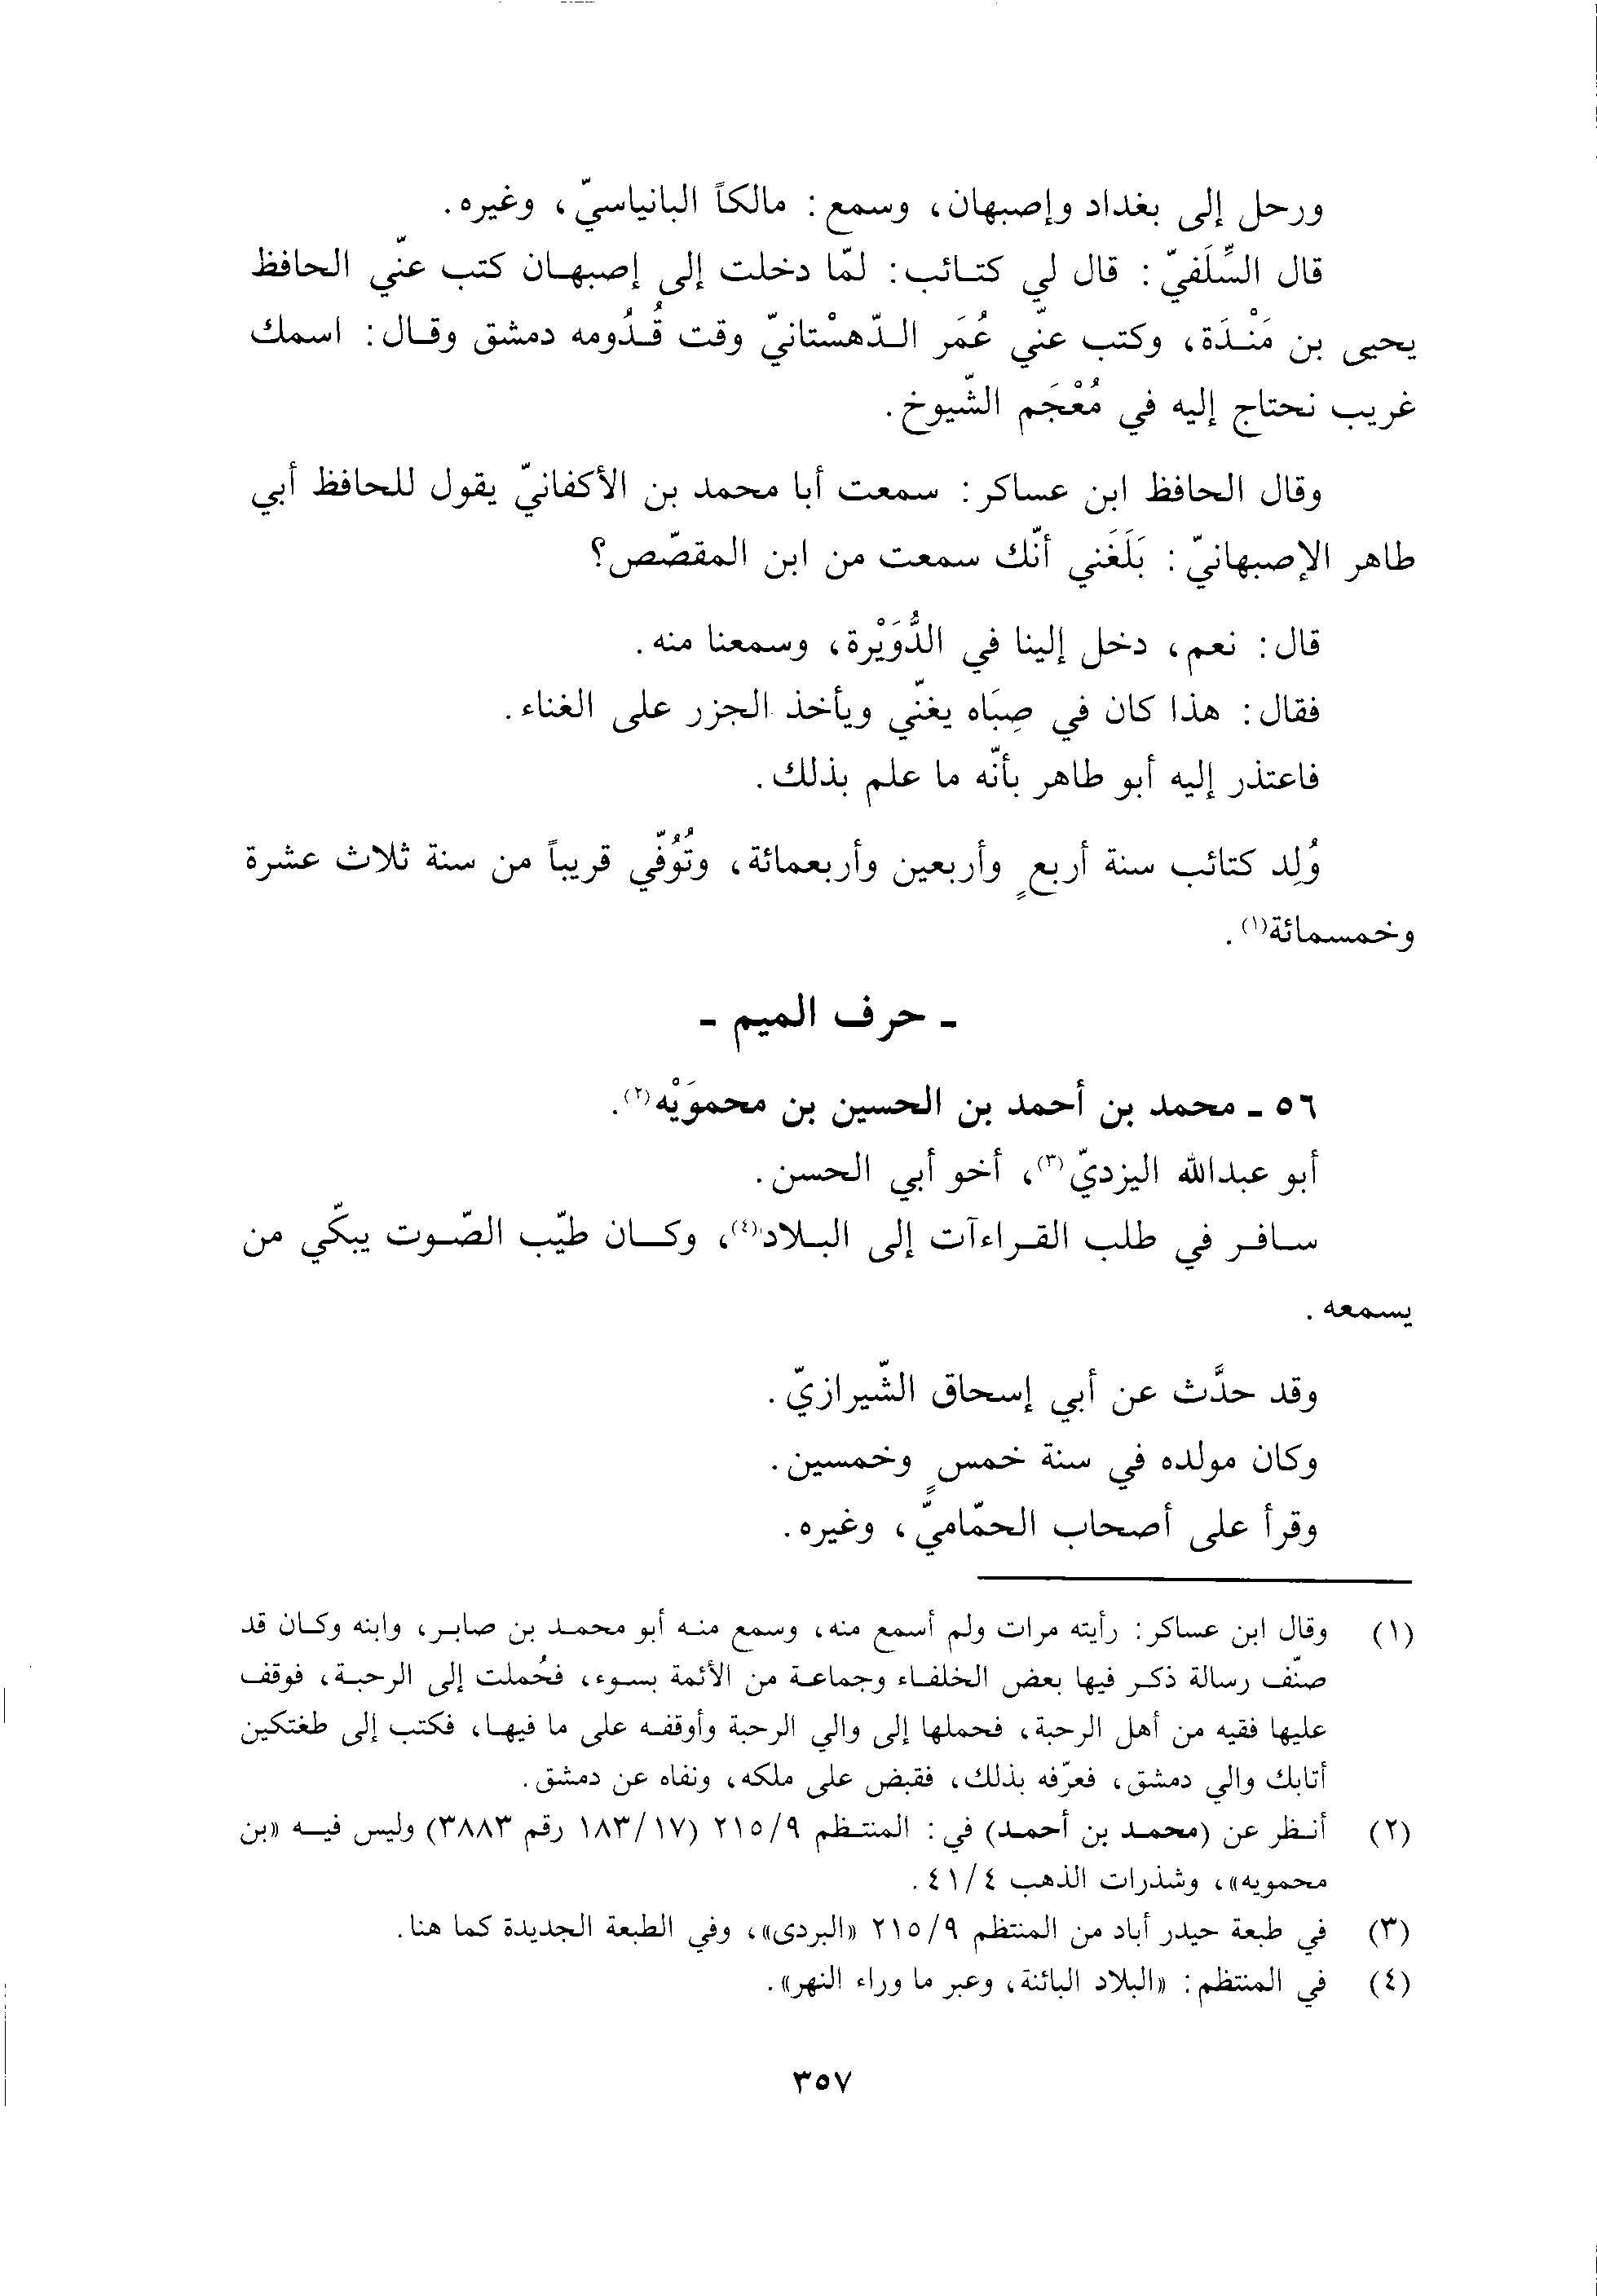 ورحل إلى بغداد وإصبهان، وسمع: مالكاً البانياسيّ، وغيره.
قال السِّلَفيّ: قال لي كتائب: لمّا دخلت إلى إصبهان كتب عنّي الحافظ
يحيى بن مَنْدَة، وكتب عنّي عُمَر الدّهسْتانيّ وقت قُدُومه دمشق وقال: اسمك
غريب نحتاج إليه في مُعْجَم الشّيوخ.
وقال الحافظ ابن عساكر: سمعت أبا محمد بن الأكفانيّ يقول للحافظ أبي
طاهر الإصبهانيّ: بَلَغَني أنّك سمعت من ابن المقصّص؟
قال: نعم، دخل إلينا في الدُّوَيْرة، وسمعنا منه.
فقال: هذا كان في صِبَاه يغنّي ويأخذ الجزر على الغناء.
فاعتذر إليه أبو طاهر بأنّه ما علم بذلك.
وُلِد كتائب سنة أربعٍ وأربعين وأربعمائة، وتُوُفّي قريباً من سنة ثلاث عشرة
وخمسمائة(١).
ـ حرف الميم ـ
٥٦ ـ محمد بن أحمد بن الحسين بن محمويْه(٢).
أبو عبدالله اليزديّ(٣)، أخو أبي الحسن.
سافر في طلب القراءآت إلى البلاد(٤)، وكان طيّب الصّوت يبكّي من
يسمعه.
وقد حدَّث عن أبي إسحاق الشّيرازيّ.
وكان مولده في سنة خمسٍ وخمسين.
وقرأ على أصحاب الحمّاميّ، وغيره.
(١) وقال ابن عساكر: رأيته مرات ولم أسمع منه، وسمع منه أبو محمد بن صابر، وابنه وكان قد
صنّف رسالة ذكر فيها بعض الخلفاء وجماعة من الأئمة بسوء، فحُملت إلى الرحبة، فوقف
عليها فقيه من أهل الرحبة، فحملها إلى والي الرحبة وأوقفه على ما فيها، فكتب إلى طغتكين
أتابك والي دمشق، فعرّفه بذلك، فقبض على ملكه، ونفاه عن دمشق.
(٢) أنظر عن (محمد بن أحمد) في: المنتظم ٢١٥/٩ (١٨٣/١٧ رقم ٣٨٨٣) وليس فيه «بن
محمويه»، وشذرات الذهب ٤١/٤.
(٣) في طبعة حيدر أباد من المنتظم ٢١٥/٩ «البردى»، وفي الطبعة الجديدة كما هنا.
(٤) في المنتظم: «البلاد البائنة، وعبر ما وراء النهر».
٣٥٧